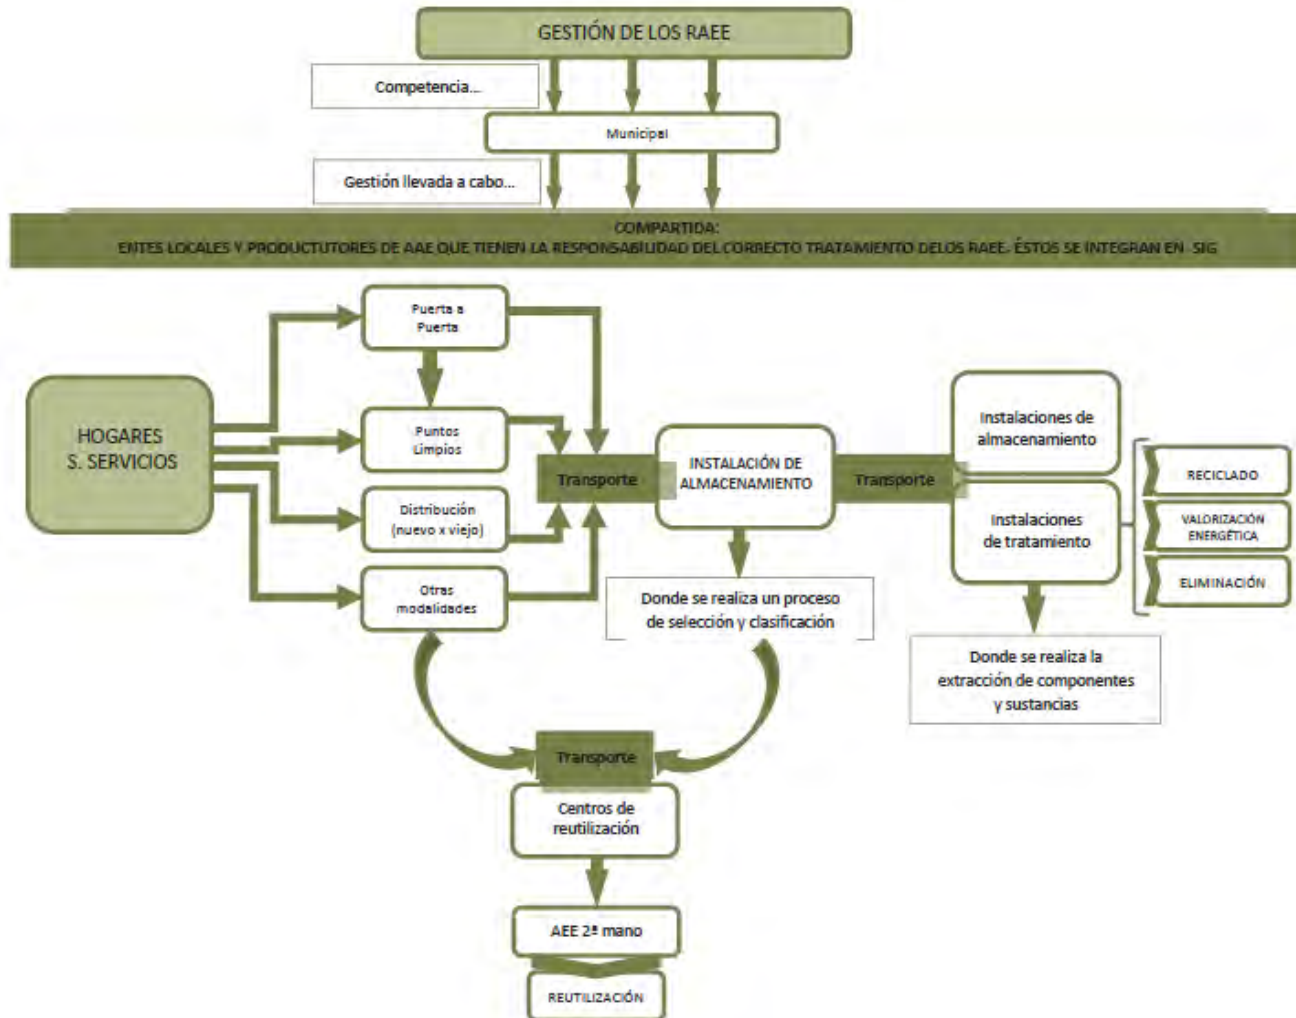 GESTIÓN DE LOS RAEE
Competencia...
Municipal
Gestión llevada a cabo...
COMPARTIDA:
ENTES LOCALES Y PRODUCTUTORES DE AAE QUE TIENEN LA RESPONSABILIDAD DEL CORRECTO TRATAMIENTO DELOS RAEE. ÉSTOS SE INTEGRAN EN SIG
HOGARES
S. SERVICIOS
Puerta a
Puerta
Puntos
Limpios
Distribución
(nuevo x viejo)
Otras
modalidades
Transporte
INSTALACIÓN DE
ALMACENAMIENTO
Transporte
Instalaciones de
almacenamiento
Instalaciones
de tratamiento
RECICLADO
VALORIZACIÓN
ENERGÉTICA
ELIMINACIÓN
Donde se realiza un proceso
de selección y clasificación
Donde se realiza la
extracción de componentes
y sustancias
Transporte
Centros de
reutilización
AEE 2ª mano
REUTILIZACIÓN